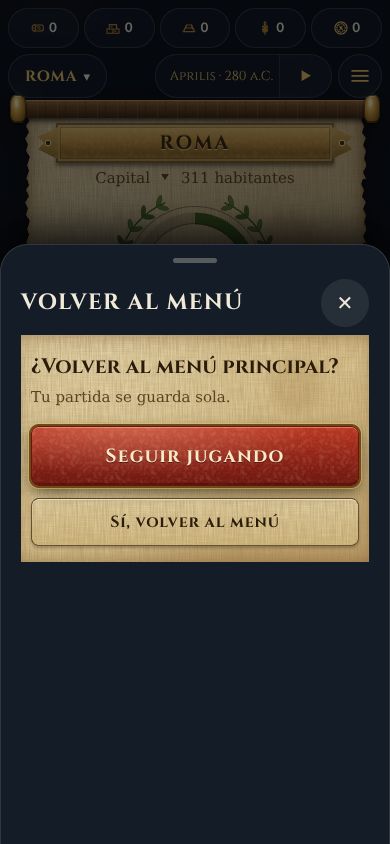 0 0 0 0 0
ROMA ▾ APRILIS · 280 A.C.
ROMA
Capital ▾ 311 habitantes
VOLVER AL MENÚ
¿VOLVER AL MENÚ PRINCIPAL?
Tu partida se guarda sola.
SEGUIR JUGANDO
SÍ, VOLVER AL MENÚ